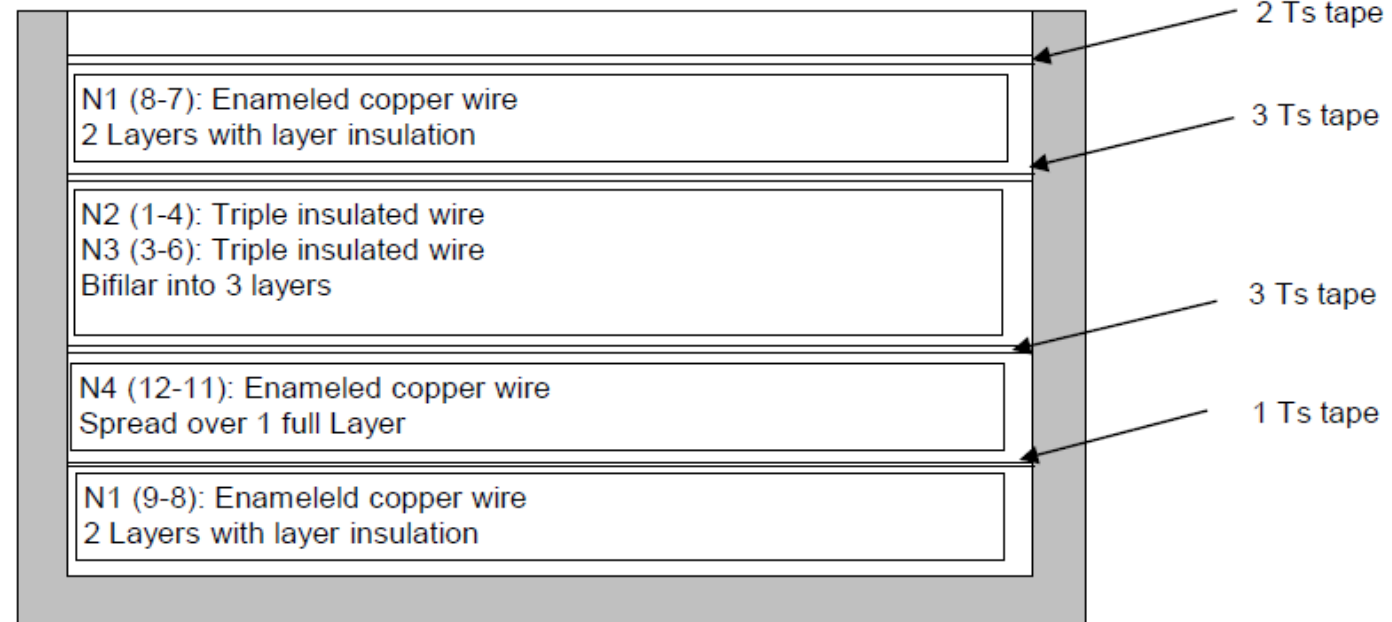 2 Ts tape
N1 (8-7): Enameled copper wire
2 Layers with layer insulation
3 Ts tape
N2 (1-4): Triple insulated wire
N3 (3-6): Triple insulated wire
Bifilar into 3 layers
3 Ts tape
N4 (12-11): Enameled copper wire
Spread over 1 full Layer
1 Ts tape
N1 (9-8): Enameleld copper wire
2 Layers with layer insulation